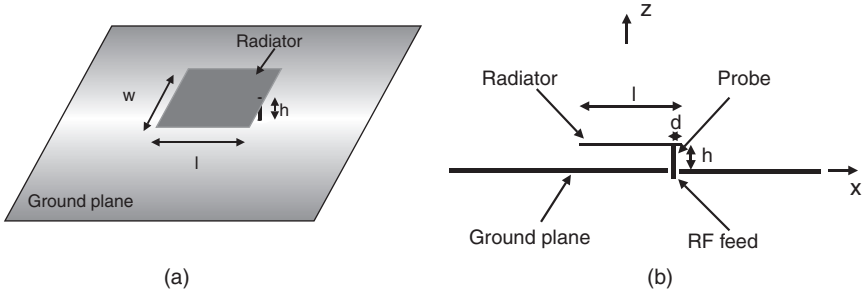 Radiator
w
h
l
Ground plane
(a)
z
Radiator
l
Probe
d
h
x
Ground plane
RF feed
(b)